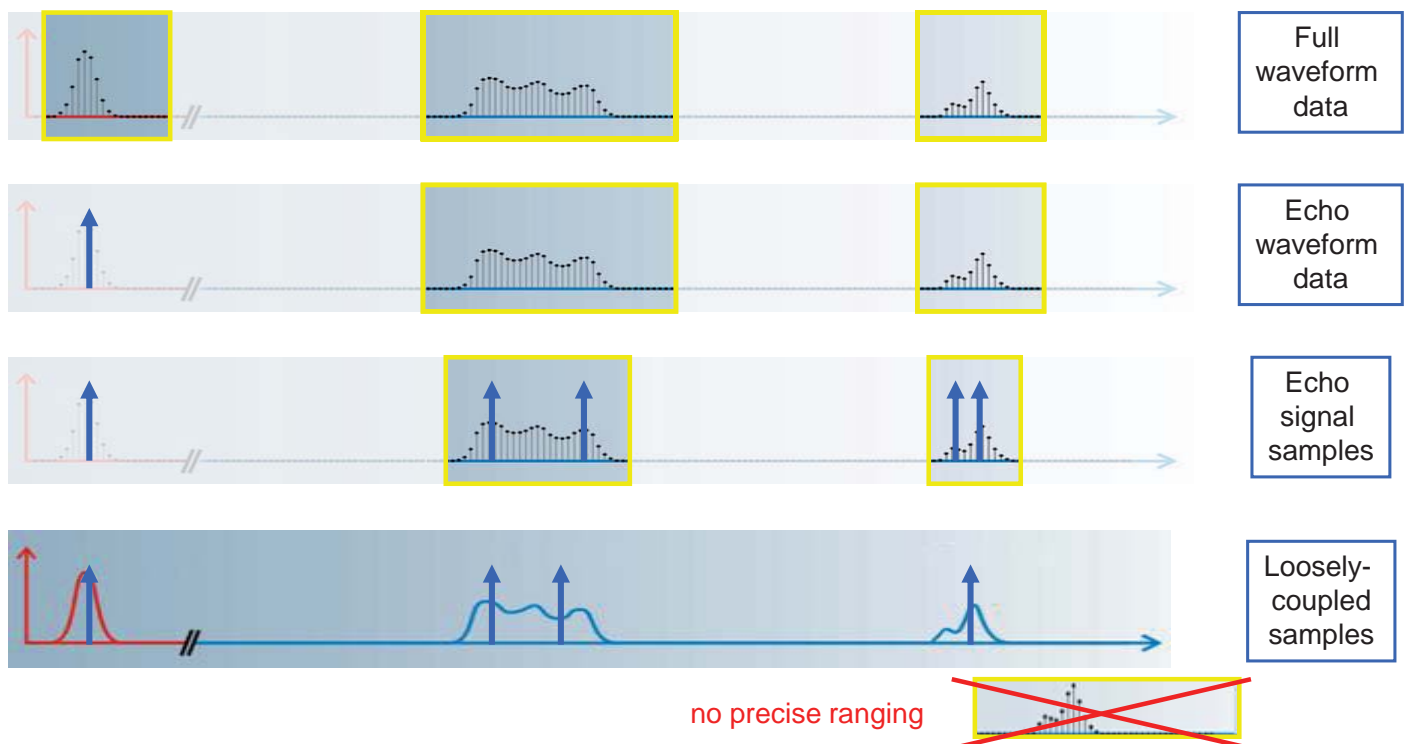 Full
waveform
data
Echo
waveform
data
Echo
signal
samples
Loosely-
coupled
samples
no precise ranging